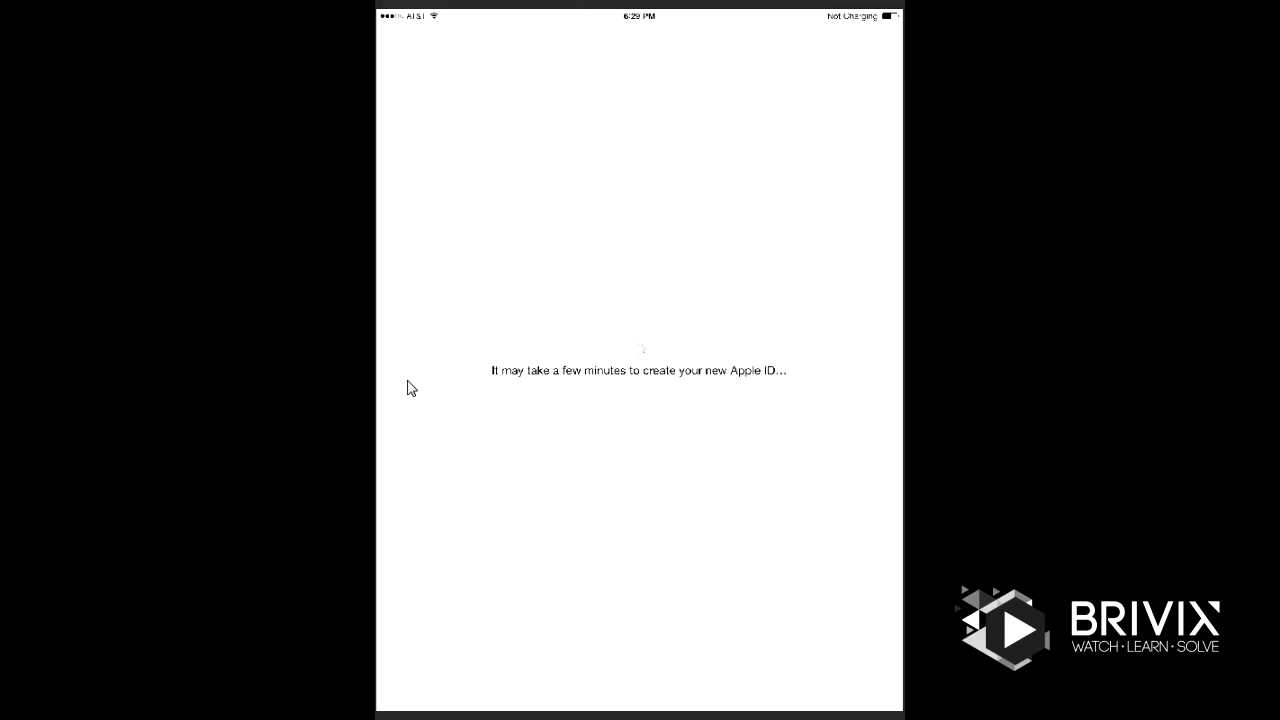 AT&T
6:29 PM
Not Charging
It may take a few minutes to create your new Apple ID...
BRIVIX
WATCH · LEARN · SOLVE